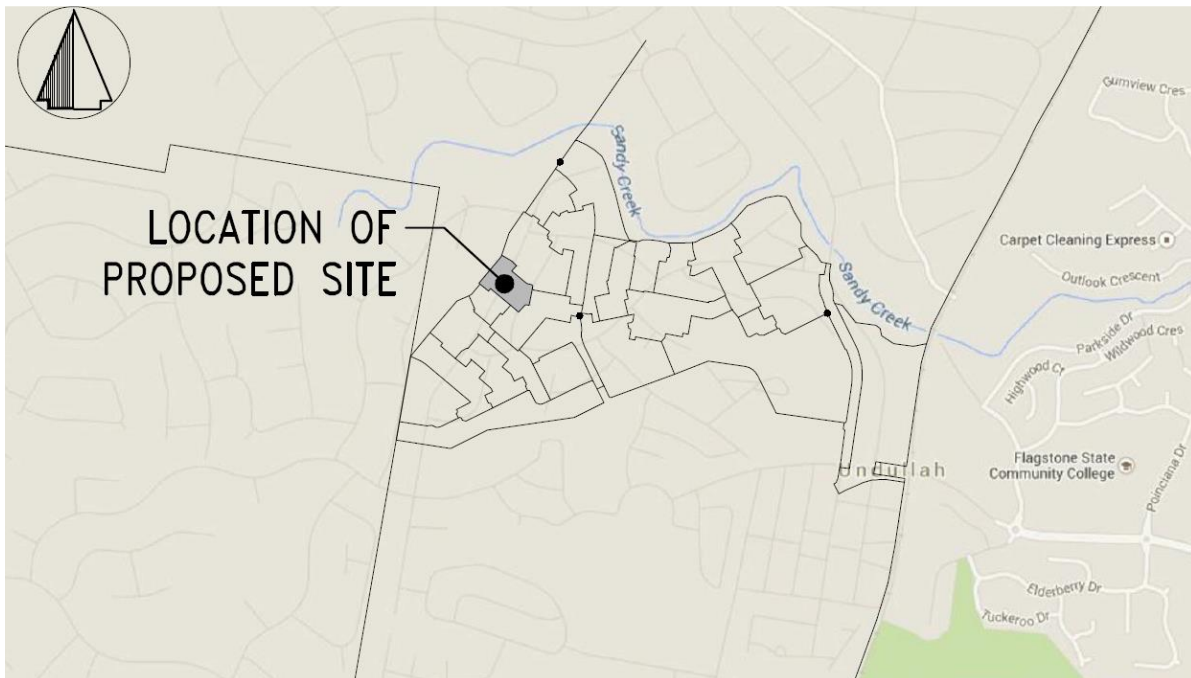 LOCATION OF
PROPOSED SITE
Sandy Creek
Sandy Creek
Gumview Cres
Carpet Cleaning Express
Outlook Crescent
Parkside Dr
Wildwood Cres
Highwood Ct
Flagstone State
Community College
Poinciana Dr
Undullah
Elderberry Dr
Tuckeroo Dr